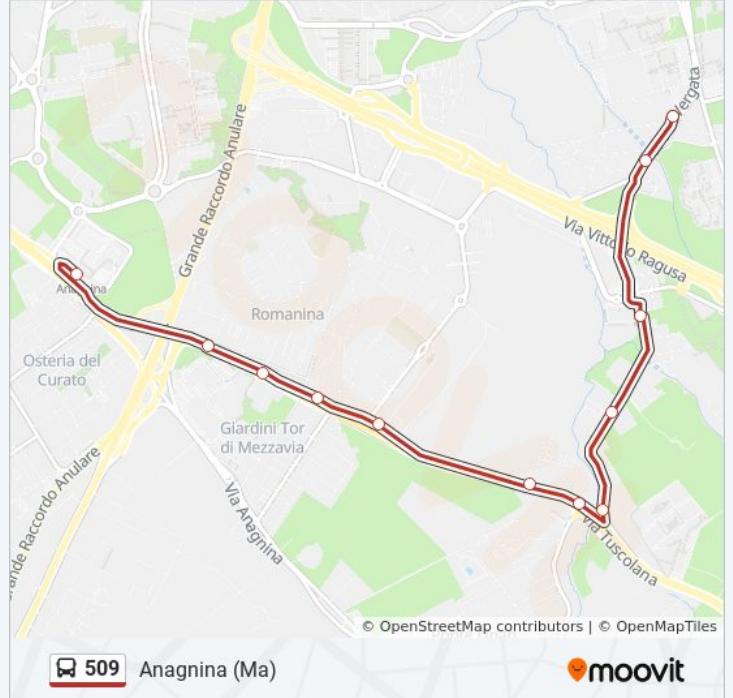 Vergata
Grande Raccordo Anulare
Via Vittorio Ragusa
Anagnina
Romanina
Osteria del
Curato
Giardini Tor
di Mezzavia
Grande Raccordo Anulare
Via Anagnina
Via Tuscolana
© OpenStreetMap contributors | © OpenMapTiles
509 Anagnina (Ma)
moovit